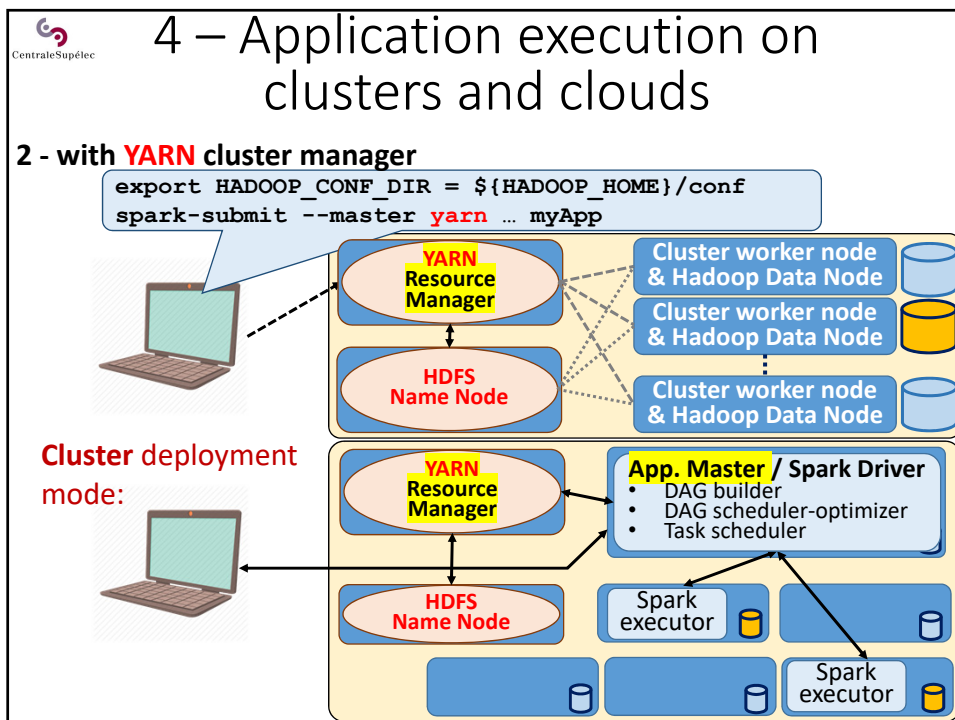 CentraleSupélec
4 – Application execution on
clusters and clouds
2 - with YARN cluster manager
export HADOOP_CONF_DIR = ${HADOOP_HOME}/conf
spark-submit --master yarn … myApp
YARN
Resource
Manager
HDFS
Name Node
Cluster worker node
& Hadoop Data Node
Cluster worker node
& Hadoop Data Node
Cluster worker node
& Hadoop Data Node
Cluster deployment
mode:
YARN
Resource
Manager
HDFS
Name Node
App. Master / Spark Driver
• DAG builder
• DAG scheduler-optimizer
• Task scheduler
Spark
executor
Spark
executor